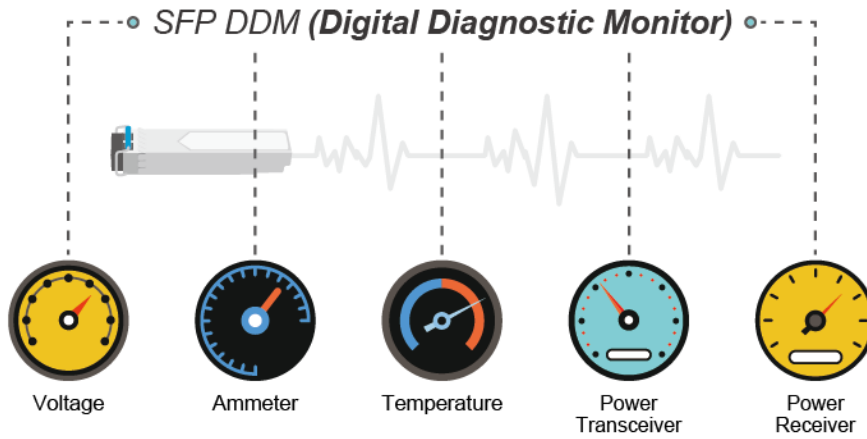 SFP DDM (Digital Diagnostic Monitor)
Voltage
Ammeter
Temperature
Power
Transceiver
Power
Receiver